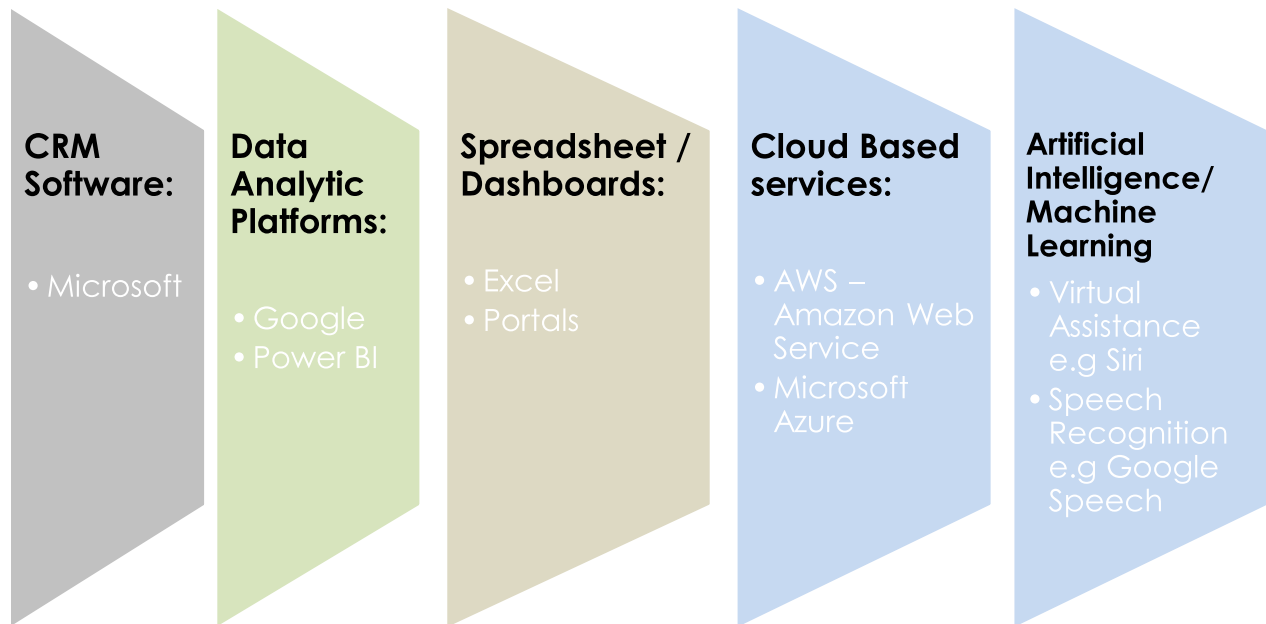 CRM
Software:
• Microsoft
Data
Analytic
Platforms:
• Google
• Power BI
Spreadsheet /
Dashboards:
• Excel
• Portals
Cloud Based
services:
• AWS –
Amazon Web
Service
• Microsoft
Azure
Artificial
Intelligence/
Machine
Learning
• Virtual
Assistance
e.g Siri
• Speech
Recognition
e.g Google
Speech